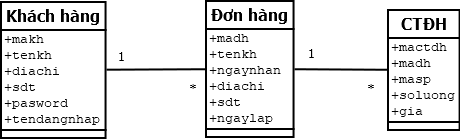 Khách hàng
+makh
+tenkh
+diachi
+sdt
+pasword
+tendangnhap
1
*
Đơn hàng
+madh
+tenkh
+ngaynhan
+diachi
+sdt
+ngaylap
1
*
CTĐH
+mactdh
+madh
+masp
+soluong
+gia